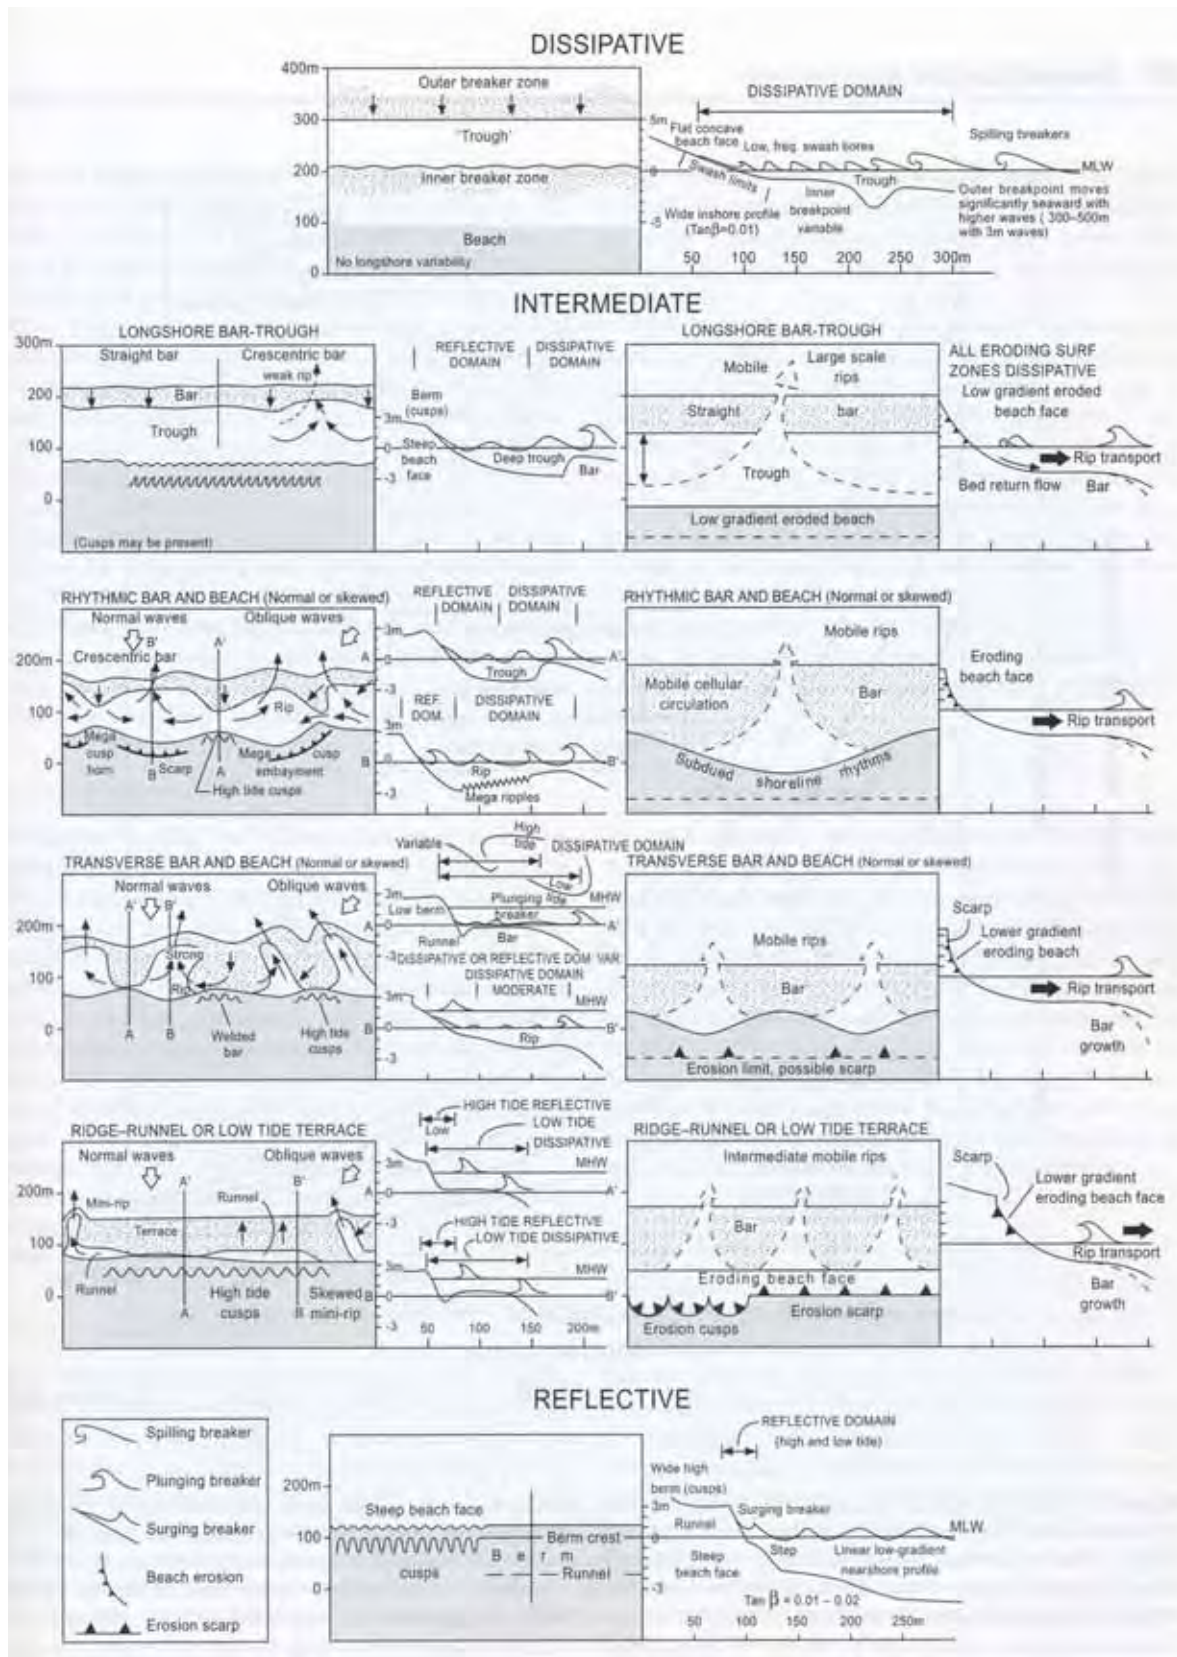 DISSIPATIVE
400m
300
200
100
0
Outer breaker zone
'Trough'
Inner breaker zone
Beach
No longshore variability
DISSIPATIVE DOMAIN
5m
0
-5
Flat concave
beach face
Low, freq. swash bores
Spilling breakers
MLW
Swash limits
Trough
Wide inshore profile
(Tanβ=0.01)
Inner
breakpoint
variable
Outer breakpoint moves
significantly seaward with
higher waves ( 300–500m
with 3m waves)
50 100 150 200 250 300m
INTERMEDIATE
LONGSHORE BAR-TROUGH
300m
200
100
0
Straight bar
Crescentric bar
weak rip
Bar
Trough
(Cusps may be present)
REFLECTIVE
DOMAIN
DISSIPATIVE
DOMAIN
Berm
(cusps)
3m
0
-3
Steep
beach
face
Deep trough
Bar
LONGSHORE BAR-TROUGH
Mobile
Large scale
rips
Straight bar
Trough
Low gradient eroded beach
ALL ERODING SURF
ZONES DISSIPATIVE
Low gradient eroded
beach face
Rip transport
Bed return flow
Bar
RHYTHMIC BAR AND BEACH (Normal or skewed)
Normal waves
Oblique waves
200m
100
0
B'
A'
Crescentric bar
Rip
Mega
cusp
horn
B
Scarp
A
Mega cusp
embayment
High tide cusps
REFLECTIVE
DOMAIN
DISSIPATIVE
DOMAIN
A
3m
0
-3
A'
Trough
REF.
DOM.
DISSIPATIVE
DOMAIN
B
3m
0
-3
B'
Rip
Mega ripples
RHYTHMIC BAR AND BEACH (Normal or skewed)
Mobile rips
Mobile cellular
circulation
Bar
Subdued shoreline rhythms
Eroding
beach face
Rip transport
TRANSVERSE BAR AND BEACH (Normal or skewed)
Normal waves
Oblique waves
200m
100
0
A' B'
Strong
Rip
A
B
Welded
bar
High tide
cusps
Variable
High
tide
DISSIPATIVE DOMAIN
Low
tide
A
3m
0
-3
Low berm
Plunging
breaker
MHW
A'
Runnel
Bar
DISSIPATIVE OR REFLECTIVE DOM VAR
DISSIPATIVE DOMAIN
MODERATE
B
3m
0
-3
MHW
B'
Rip
TRANSVERSE BAR AND BEACH (Normal or skewed)
Mobile rips
Bar
Erosion limit, possible scarp
Scarp
Lower gradient
eroding beach
Rip transport
Bar
growth
RIDGE–RUNNEL OR LOW TIDE TERRACE
Normal waves
Oblique waves
200m
100
0
Mini-rip
A'
Runnel
B'
Terrace
Runnel
A
High tide
cusps
B
Skewed
mini-rip
HIGH TIDE REFLECTIVE
Low
LOW TIDE
DISSIPATIVE
A
3m
0
-3
MHW
A'
HIGH TIDE REFLECTIVE
LOW TIDE DISSIPATIVE
B
3m
0
-3
MHW
B'
50 100 150 200m
RIDGE–RUNNEL OR LOW TIDE TERRACE
Intermediate mobile rips
Bar
Eroding beach face
Erosion scarp
Erosion cusps
Scarp
Lower gradient
eroding beach face
Rip transport
Bar
growth
REFLECTIVE
Spilling breaker
Plunging breaker
Surging breaker
Beach erosion
Erosion scarp
200m
100
0
Steep beach face
cusps
Berm crest
Berm
Runnel
REFLECTIVE DOMAIN
(high and low tide)
Wide high
berm (cusps)
3m
0
-3
Surging breaker
MLW.
Runnel
Steep
beach face
Step
Linear low-gradient
nearshore profile
Tan β = 0.01 – 0.02
50 100 150 200 250m